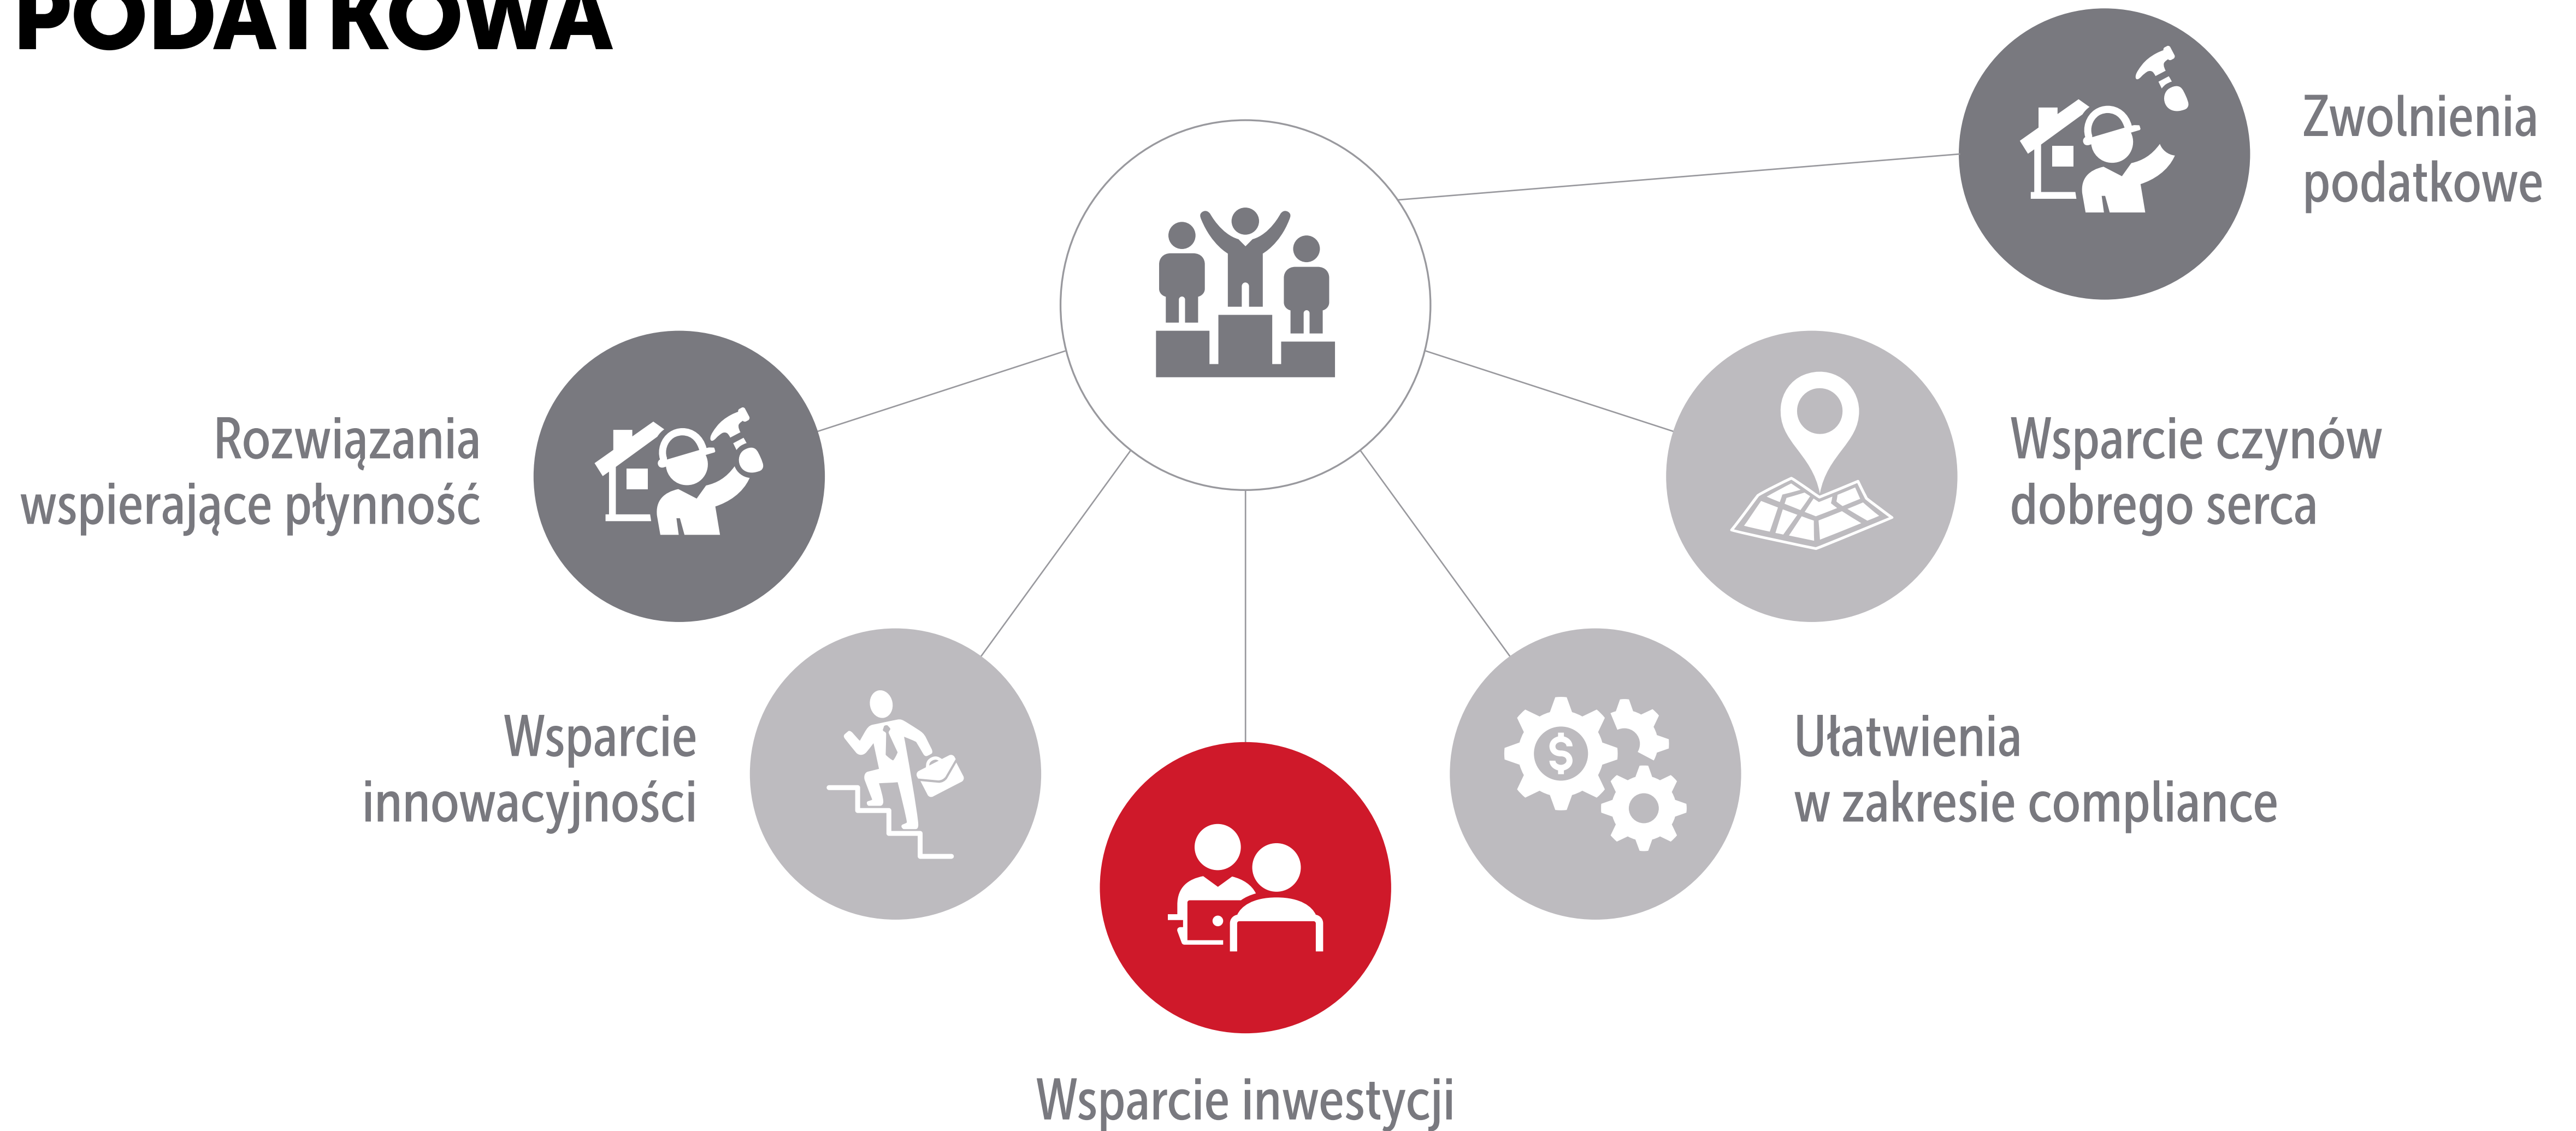 PODATKOWA
Zwolnienia
podatkowe
Rozwiązania
wspierające płynność
Wsparcie czynów
dobrego serca
Wsparcie
innowacyjności
$
Ułatwienia
w zakresie compliance
Wsparcie inwestycji